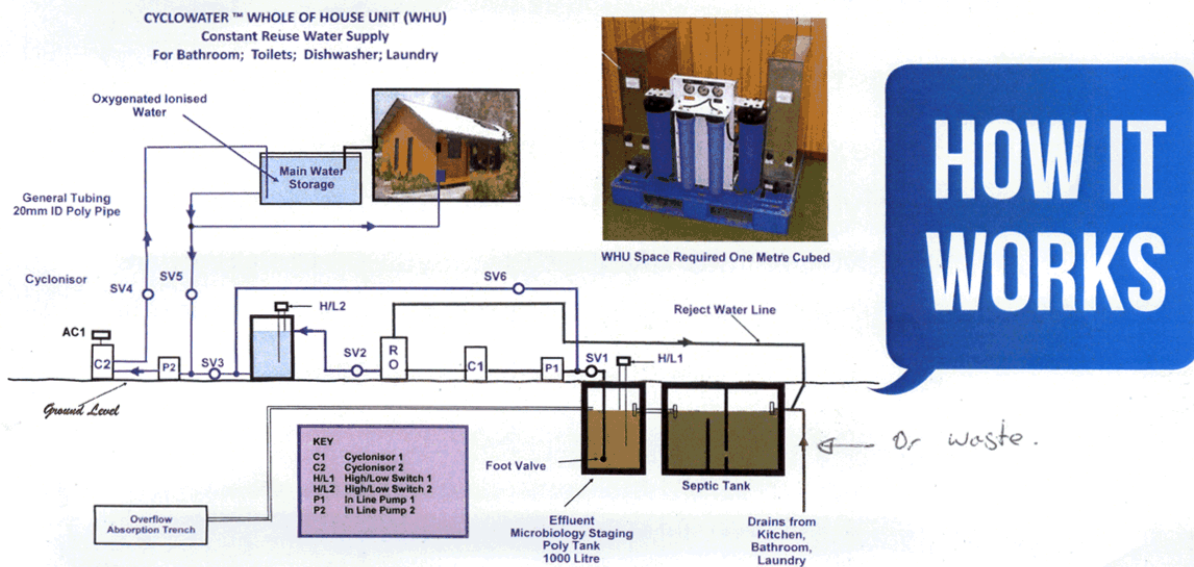 CYCLOWATER ™ WHOLE OF HOUSE UNIT (WHU)
Constant Reuse Water Supply
For Bathroom; Toilets; Dishwasher; Laundry
Oxygenated Ionised
Water
Main Water
Storage
General Tubing
20mm ID Poly Pipe
WHU Space Required One Metre Cubed
HOW IT
WORKS
Cyclonisor
SV4
SV5
SV6
H/L2
Reject Water Line
AC1
C2
P2
SV3
SV2
RO
C1
P1
SV1
H/L1
Ground Level
KEY
C1 Cyclonisor 1
C2 Cyclonisor 2
H/L1 High/Low Switch 1
H/L2 High/Low Switch 2
P1 In Line Pump 1
P2 In Line Pump 2
Foot Valve
Septic Tank
Or waste.
Overflow
Absorption Trench
Effluent
Microbiology Staging
Poly Tank
1000 Litre
Drains from
Kitchen,
Bathroom,
Laundry